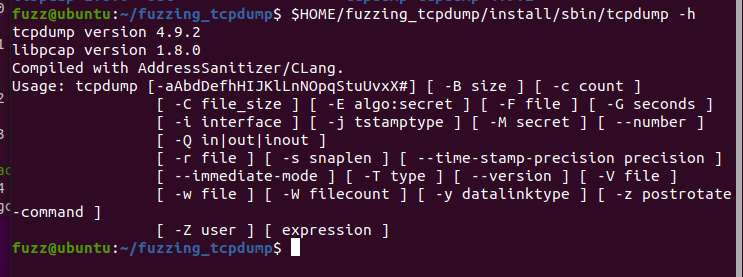 fuzz@ubuntu:~/fuzzing_tcpdump$ $HOME/fuzzing_tcpdump/install/sbin/tcpdump -h
tcpdump version 4.9.2
libpcap version 1.8.0
Compiled with AddressSanitizer/CLang.
Usage: tcpdump [-aAbdDefhHIJKlLnNOpqStuUvxX#] [ -B size ] [ -c count ]
[ -C file_size ] [ -E algo:secret ] [ -F file ] [ -G seconds ]
[ -i interface ] [ -j tstamptype ] [ -M secret ] [ --number ]
[ -Q in|out|inout ]
[ -r file ] [ -s snaplen ] [ --time-stamp-precision precision ]
[ --immediate-mode ] [ -T type ] [ --version ] [ -V file ]
[ -w file ] [ -W filecount ] [ -y datalinktype ] [ -z postrotate
-command ]
[ -Z user ] [ expression ]
fuzz@ubuntu:~/fuzzing_tcpdump$